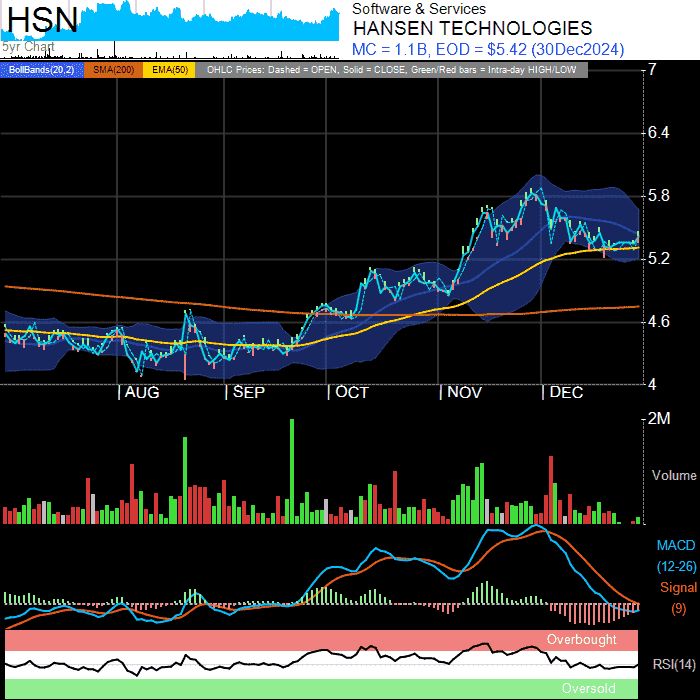 HSN
5yr Chart
Software & Services
HANSEN TECHNOLOGIES
MC = 1.1B, EOD = $5.42 (30Dec2024)
BollBands(20,2) SMA(200) EMA(50) OHLC Prices: Dashed = OPEN, Solid = CLOSE, Green/Red bars = Intra-day HIGH/LOW
7
6.4
5.8
5.2
4.6
4
AUG SEP OCT NOV DEC
2M
Volume
MACD
(12-26)
Signal
(9)
Overbought
RSI(14)
Oversold